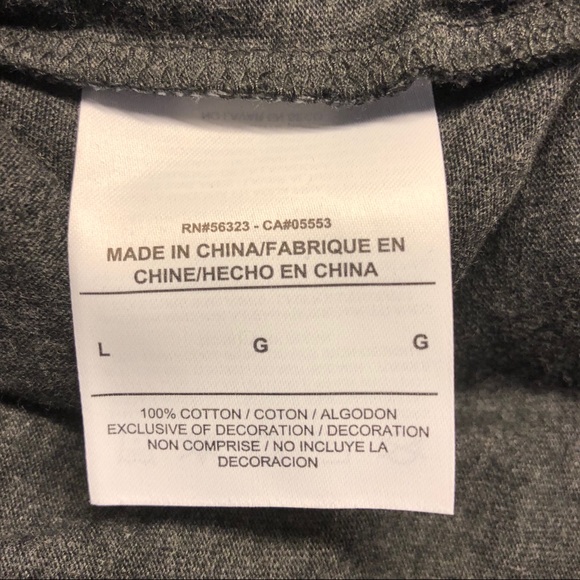 RN#56323 - CA#05553
MADE IN CHINA/FABRIQUE EN
CHINE/HECHO EN CHINA
L G G
100% COTTON / COTON / ALGODON
EXCLUSIVE OF DECORATION / DECORATION
NON COMPRISE / NO INCLUYE LA
DECORACION